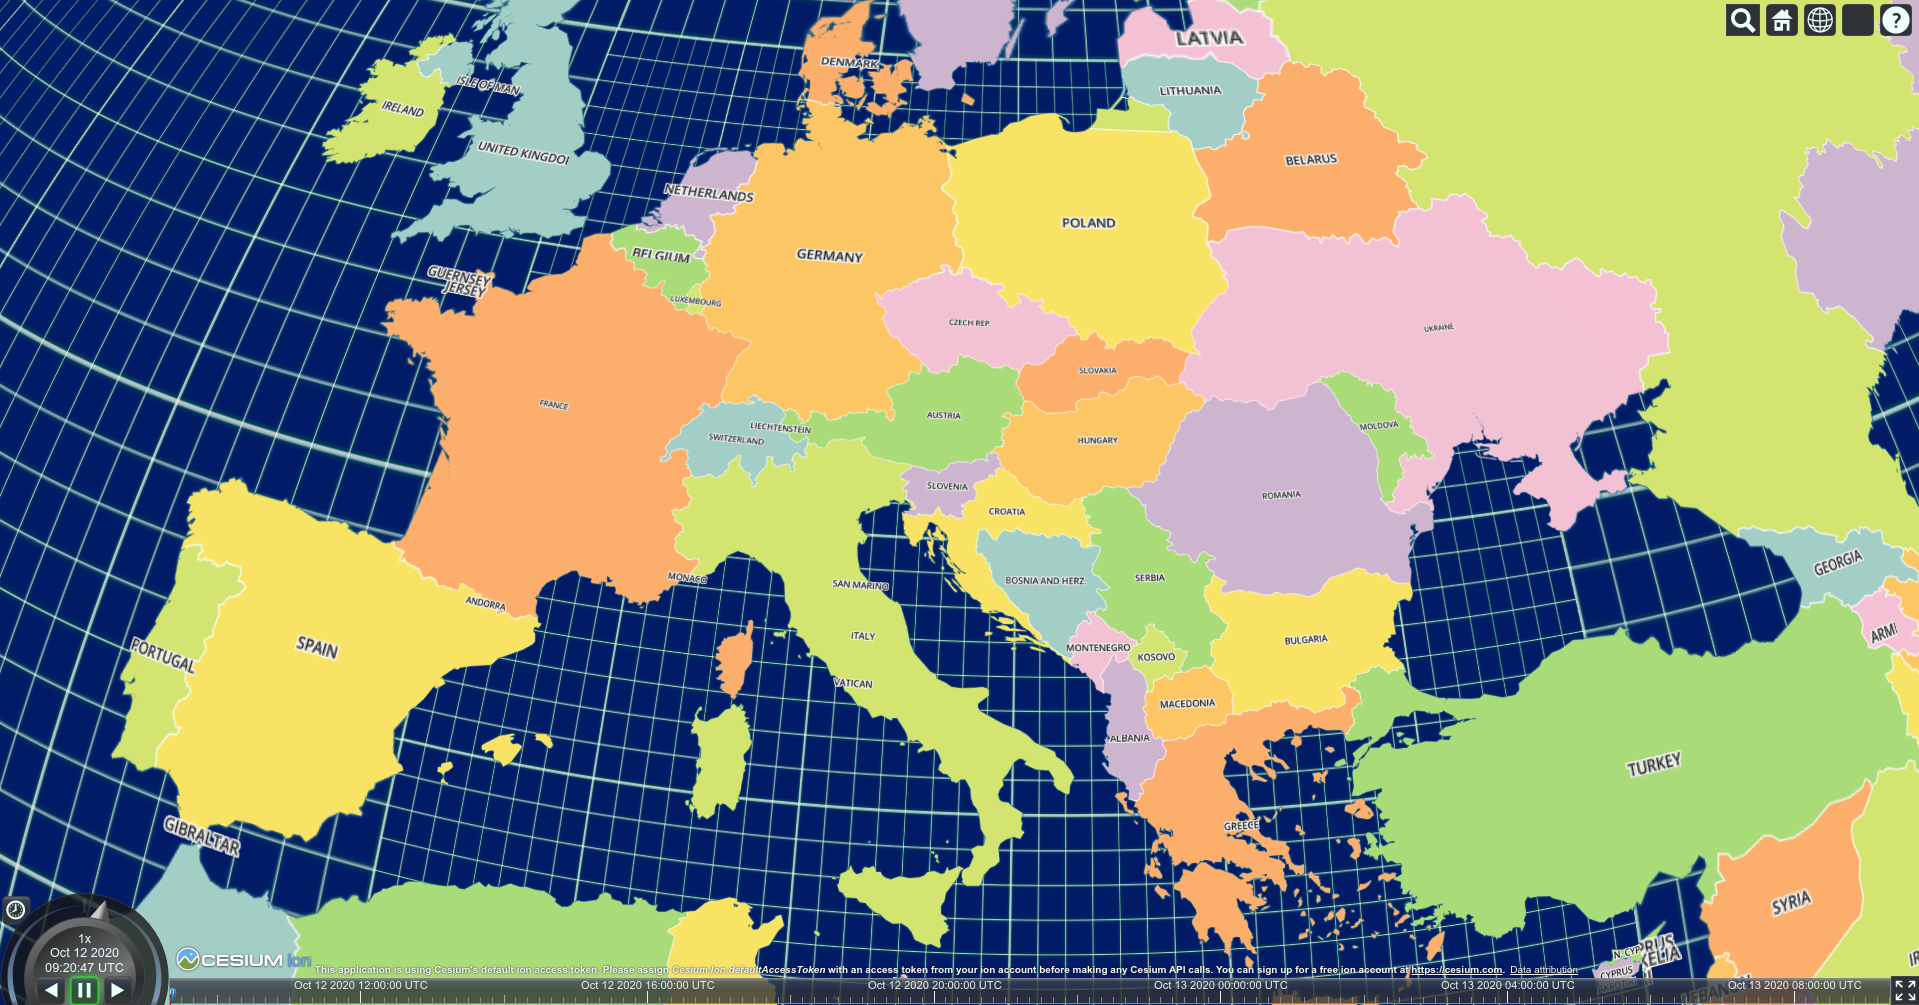 LATVIA
DENMARK
ISLE OF MAN
LITHUANIA
IRELAND
UNITED KINGDO
BELARUS
NETHERLANDS
POLAND
BELGIUM
GERMANY
GUERNSEY
JERSEY
LUXEMBOURG
CZECH REP.
UKRAINE
SLOVAKIA
FRANCE
AUSTRIA
LIECHTENSTEIN
SWITZERLAND
HUNGARY
MOLDOVA
SLOVENIA
ROMANIA
CROATIA
GEORGIA
MONACO
SAN MARINO
BOSNIA AND HERZ.
SERBIA
ANDORRA
ITALY
BULGARIA
ARM
SPAIN
PORTUGAL
MONTENEGRO
KOSOVO
VATICAN
MACEDONIA
ALBANIA
TURKEY
GREECE
GIBRALTAR
SYRIA
N. CYP
RUS
CYPRUS
1x
Oct 12 2020
09:20:47 UTC
CESIUM ion
This application is using Cesium's default ion access token. Please assign Cesium.Ion.defaultAccessToken with an access token from your ion account before making any Cesium API calls. You can sign up for a free ion account at https://cesium.com. Data attribution
Oct 12 2020 12:00:00 UTC
Oct 12 2020 16:00:00 UTC
Oct 12 2020 20:00:00 UTC
Oct 13 2020 00:00:00 UTC
Oct 13 2020 04:00:00 UTC
Oct 13 2020 08:00:00 UTC